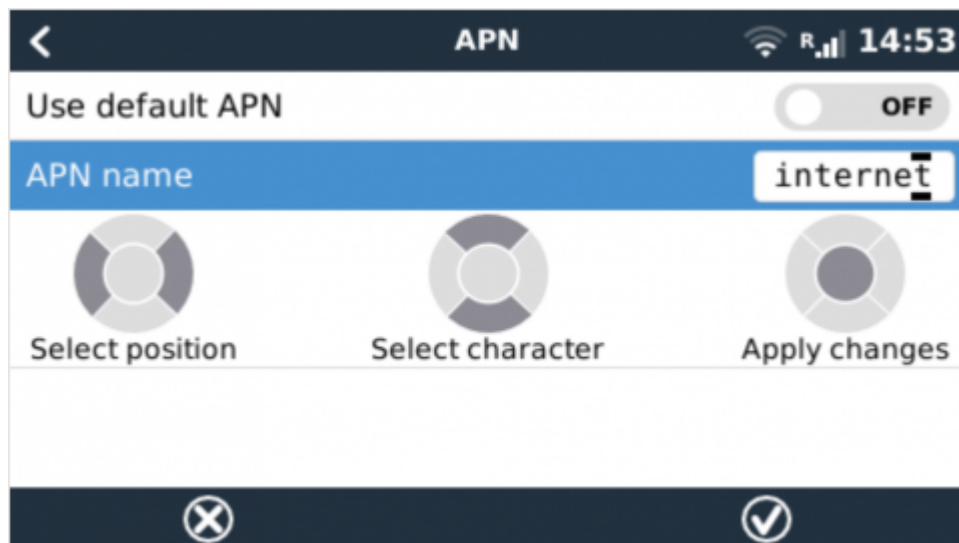 APN R 14:53
Use default APN OFF
APN name internet
Select position Select character Apply changes